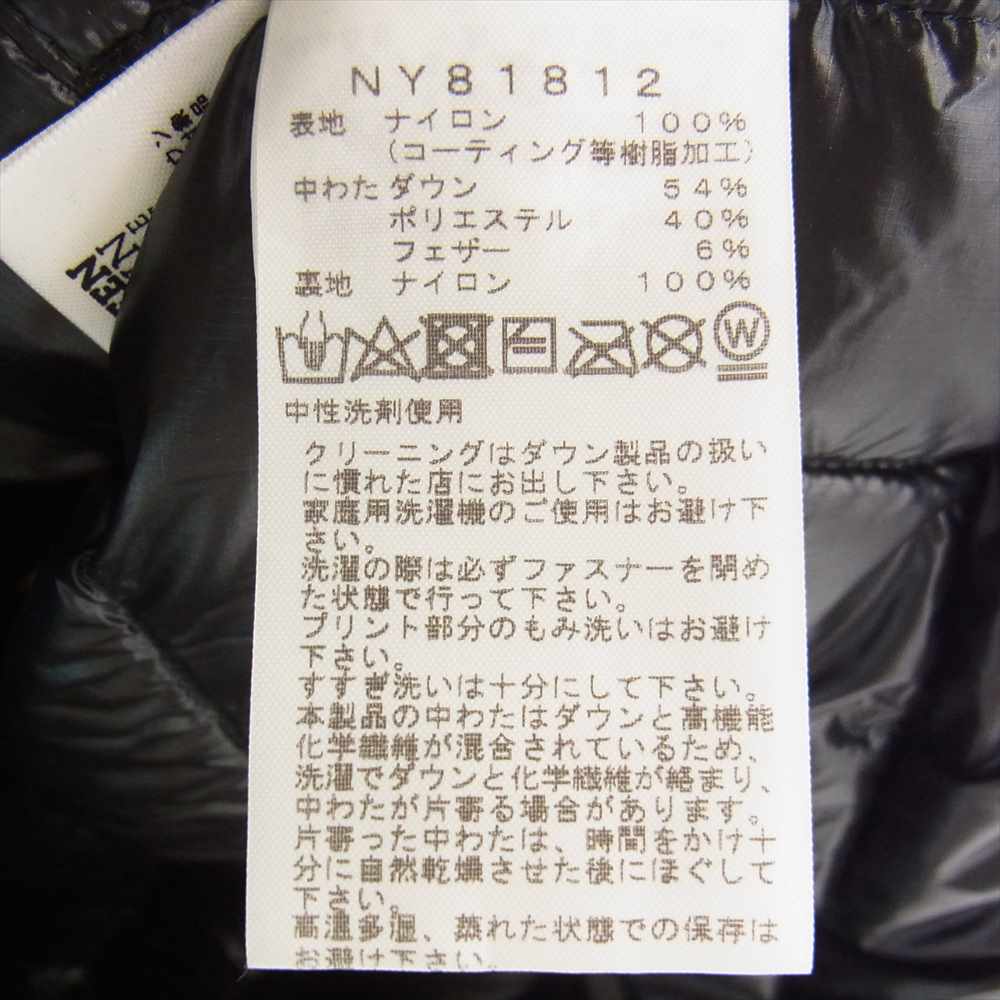 NY81812
表地 ナイロン 100%
(コーティング等樹脂加工)
中わた ダウン 54%
ポリエステル 40%
フェザー 6%
裏地 ナイロン 100%
W
中性洗剤使用
クリーニングはダウン製品の扱い
に慣れた店にお出し下さい。
家庭用洗濯機のご使用はお避け下
さい。
洗濯の際は必ずファスナーを閉め
た状態で行って下さい。
プリント部分のもみ洗いはお避け
下さい。
すすぎ洗いは十分にして下さい。
本製品の中わたはダウンと高機能
化学繊維が混合されているため、
洗濯でダウンと化学繊維が絡まり、
中わたが片寄る場合があります。
片寄った中わたは、時間をかけ十
分に自然乾燥させた後にほぐして
下さい。
高温多湿、蒸れた状態での保存は
お避け下さい。